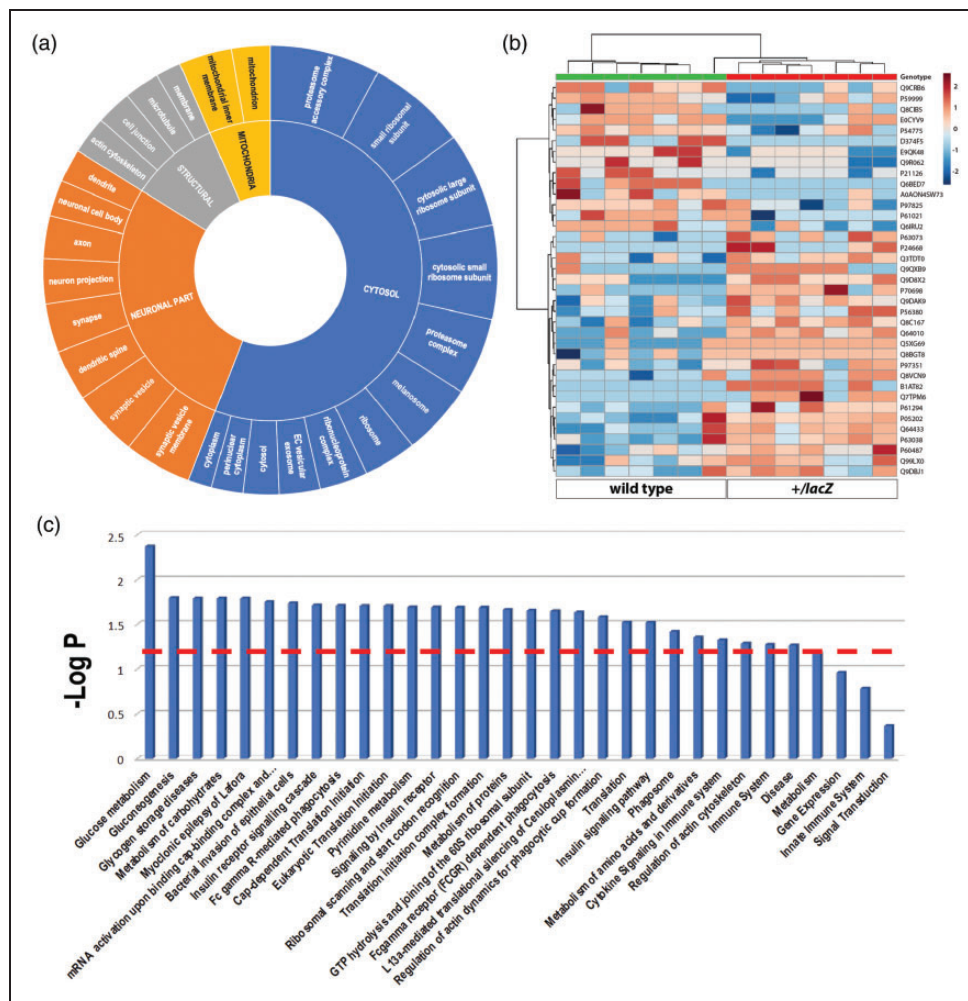 (a)
proteasome
accessory complex
small ribosomal
subunit
cytosolic large
ribosome subunit
cytosolic small
ribosome subunit
proteasome
complex
melanosome
ribosome
ribonucleoprotein
complex
EC vesicular
exosome
cytosol
perinuclear
cytoplasm
cytoplasm
synaptic vesicle
membrane
synaptic vesicle
dendritic spine
synapse
neuron projection
axon
neuronal cell body
dendrite
actin cytoskeleton
cell junction
microtubule
membrane
mitochondrial inner
membrane
mitochondrion
CYTOSOL
NEURONAL PART
STRUCTURAL
MITOCHONDRIA
(b)
Genotype
Q9CRB6
P59999
Q8CIB5
E0CYV9
P54775
D374F5
E9QK48
Q9R062
P21126
Q6BED7
A0AON4SW73
P97825
P61021
Q6IRU2
P63073
P24668
Q3TDT0
Q9QXB9
Q9D8X2
P70698
Q9DAK9
P56380
Q8C167
Q64010
Q5XG69
Q8BGT8
P97351
Q8VCN9
B1AT82
Q7TPM6
P61294
P05202
Q64433
P63038
P60487
Q99LX0
Q9DBJ1
2
1
0
-1
-2
wild type
+/lacZ
(c)
-Log P
2.5
2
1.5
1
0.5
0
Glucose metabolism
Gluconeogenesis
Glycogen storage diseases
Metabolism of carbohydrates
Myoclonic epilepsy of Lafora
mRNA activation upon binding cap-binding complex and...
Bacterial invasion of epithelial cells
Insulin receptor signalling cascade
Fc gamma R-mediated phagocytosis
Cap-dependent Translation Initiation
Eukaryotic Translation Initiation
Pyrimidine metabolism
Signaling by Insulin receptor
Ribosomal scanning and start codon recognition
Translation initiation complex formation
Metabolism of proteins
GTP hydrolysis and joining of the 60S ribosomal subunit
Fcgamma receptor (FCGR) dependent phagocytosis
L13a-mediated translational silencing of Ceruloplasmin...
Regulation of actin dynamics for phagocytic cup formation
Translation
Insulin signaling pathway
Phagosome
Metabolism of amino acids and derivatives
Cytokine Signaling in Immune system
Regulation of actin cytoskeleton
Immune System
Disease
Metabolism
Gene Expression
Innate Immune System
Signal Transduction